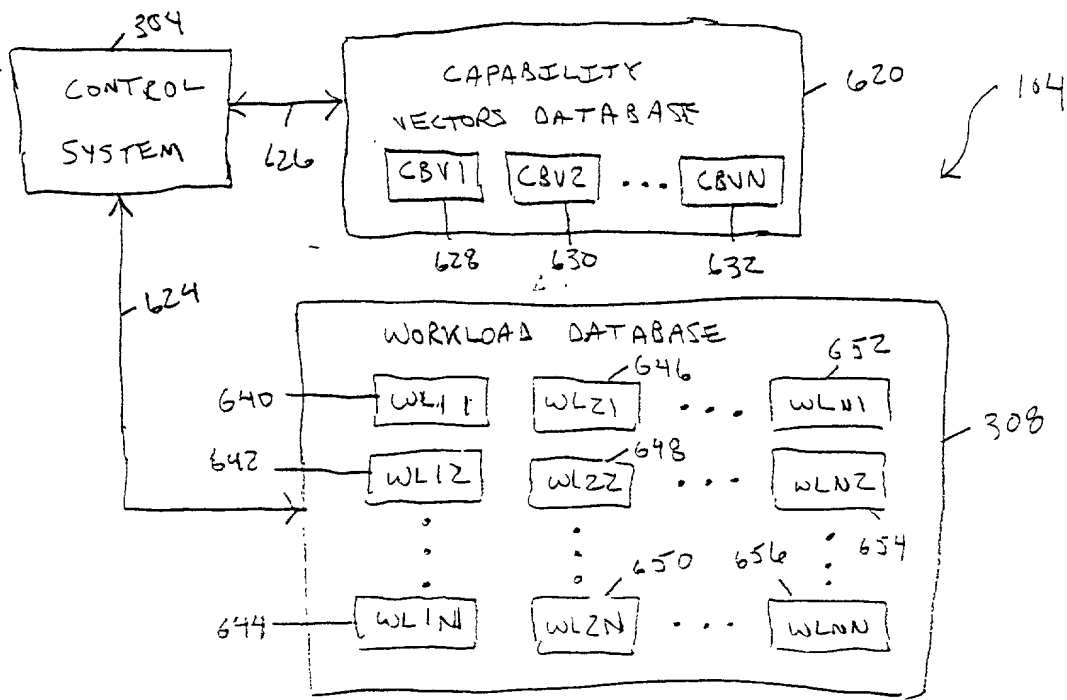 304
CONTROL
SYSTEM
626
CAPABILITY
VECTORS DATABASE
CBV1 CBV2 ... CBVN
628 630 632
620
104
624
WORKLOAD DATABASE
646 652
640 WL11 WL21 ... WLN1
308
648
642 WL12 WL22 ... WLN2
654
650 656
644 WL1N WL2N ... WLNN